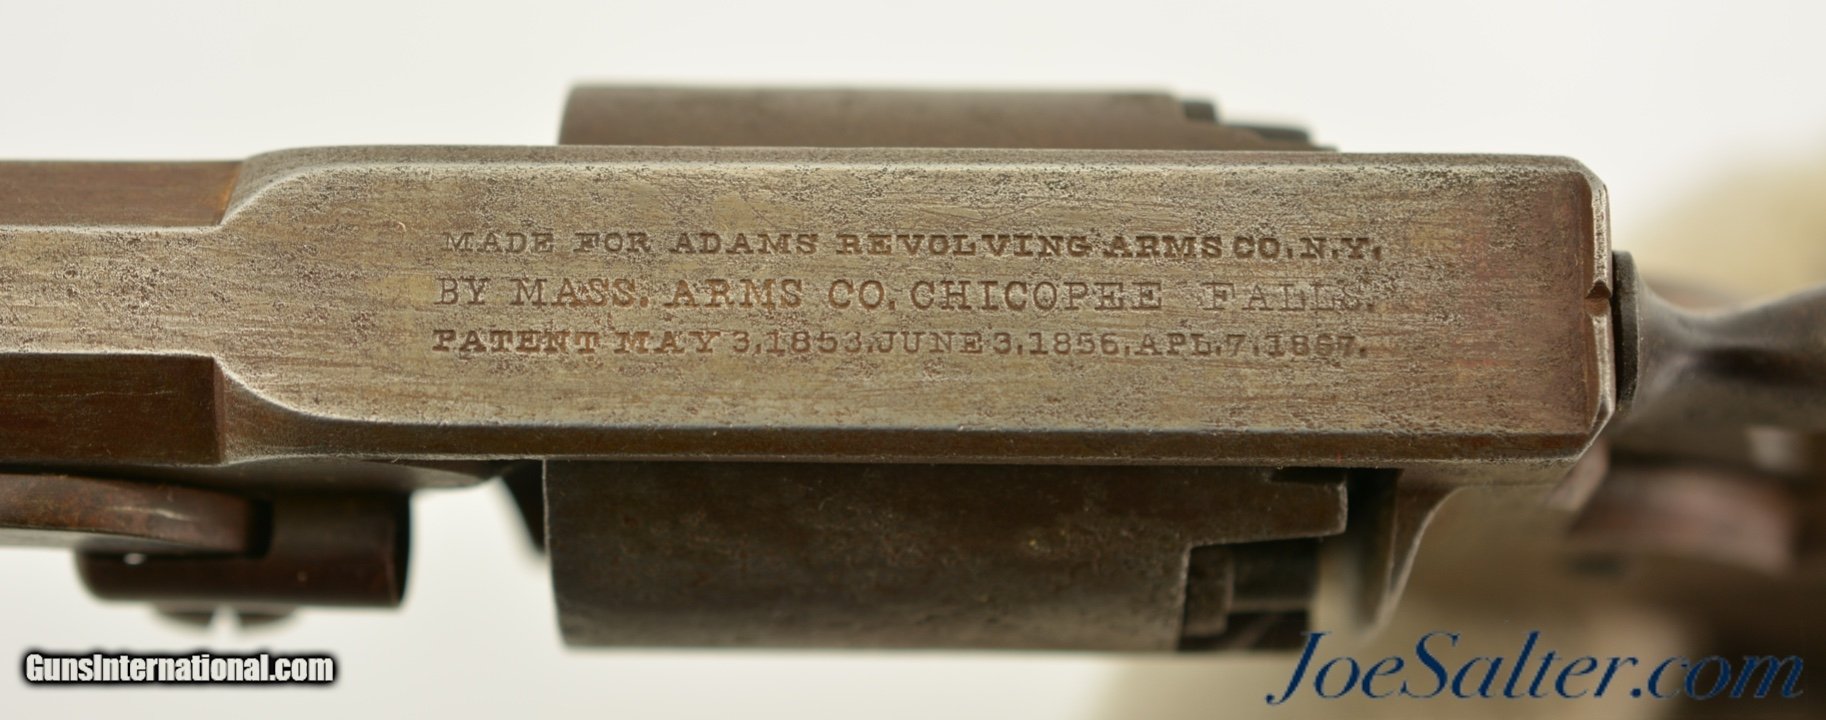 MADE FOR ADAMS REVOLVING ARMS CO. N.Y.
BY MASS. ARMS CO. CHICOPEE FALLS.
PATENT MAY 3, 1853. JUNE 3, 1856. APL. 7, 1857.
GunsInternational.com
JoeSalter.com